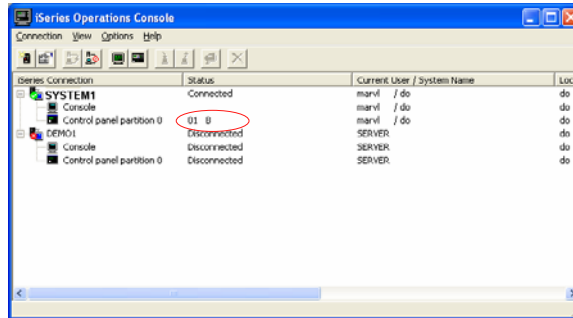 iSeries Operations Console
Connection View Options Help
iSeries Connection Status Current User / System Name Loc
SYSTEM1 Connected marvl / do do
Console marvl / do do
Control panel partition 0 01 B marvl / do do
DEMO1 Disconnected SERVER do
Console Disconnected SERVER do
Control panel partition 0 Disconnected SERVER do